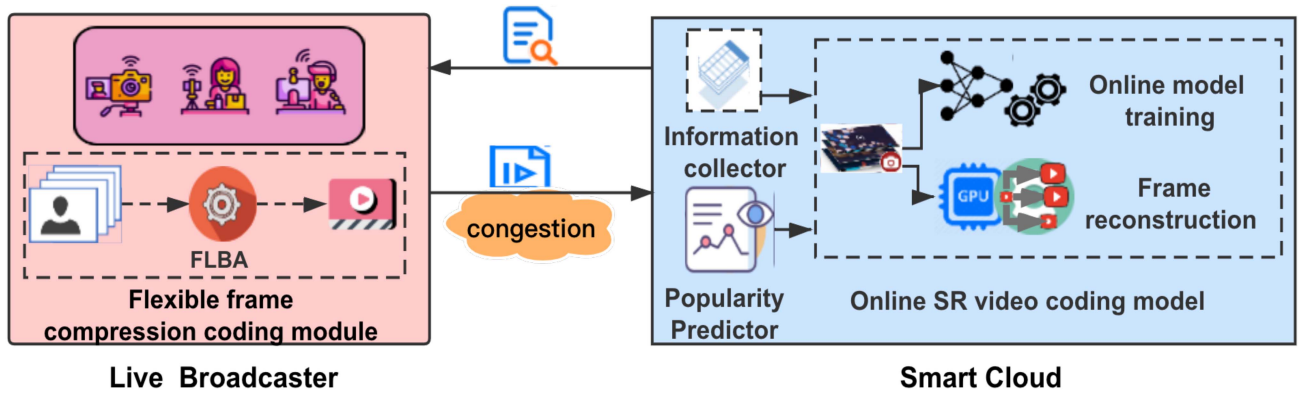 FLBA
Flexible frame
compression coding module
Live Broadcaster
congestion
Information
collector
Popularity
Predictor
Online model
training
GPU
Frame
reconstruction
Online SR video coding model
Smart Cloud